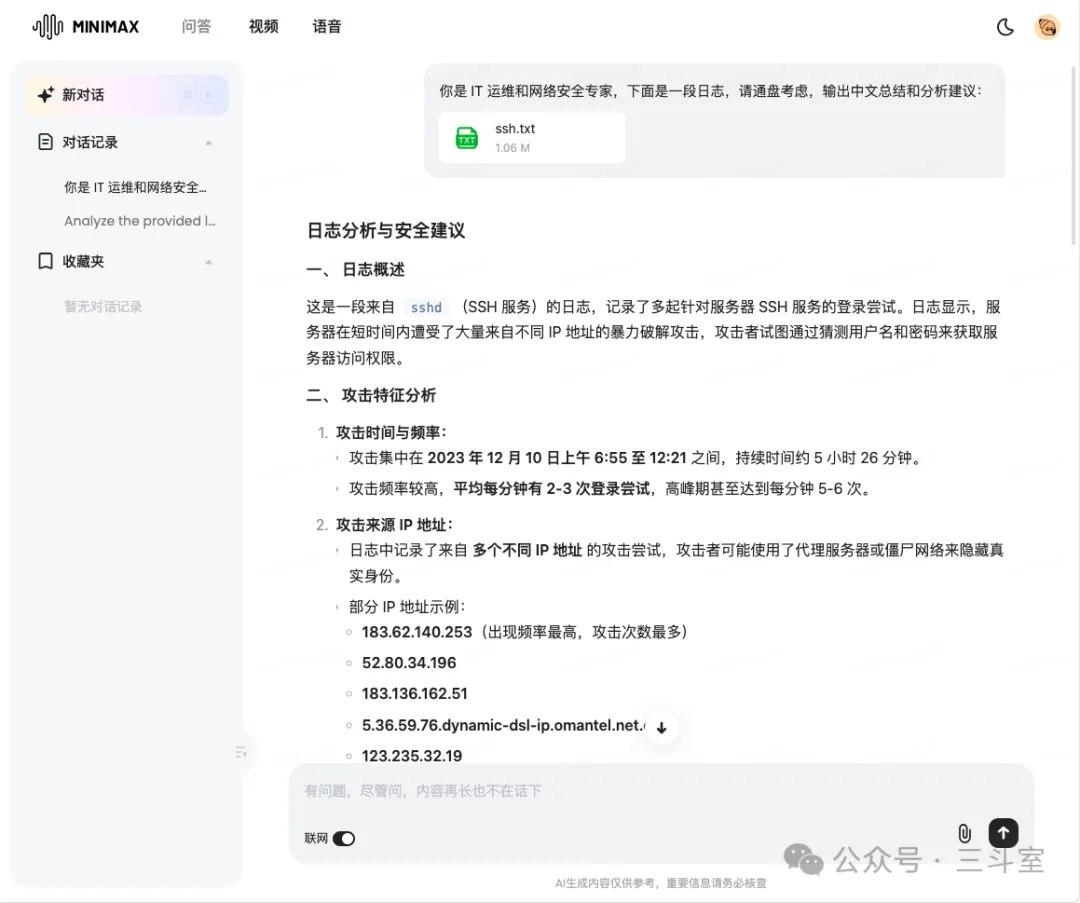 MINIMAX 问答 视频 语音
新对话
对话记录
你是 IT 运维和网络安全...
Analyze the provided l...
收藏夹
暂无对话记录
你是 IT 运维和网络安全专家，下面是一段日志，请通盘考虑，输出中文总结和分析建议：
TXT
ssh.txt
1.06 M
日志分析与安全建议
一、 日志概述
这是一段来自 sshd （SSH 服务）的日志，记录了多起针对服务器 SSH 服务的登录尝试。日志显示，服
务器在短时间内遭受了大量来自不同 IP 地址的暴力破解攻击，攻击者试图通过猜测用户名和密码来获取服
务器访问权限。
二、 攻击特征分析
1. 攻击时间与频率：
攻击集中在 2023 年 12 月 10 日上午 6:55 至 12:21 之间，持续时间约 5 小时 26 分钟。
攻击频率较高，平均每分钟有 2-3 次登录尝试，高峰期甚至达到每分钟 5-6 次。
2. 攻击来源 IP 地址：
日志中记录了来自 多个不同 IP 地址 的攻击尝试，攻击者可能使用了代理服务器或僵尸网络来隐藏真
实身份。
部分 IP 地址示例：
183.62.140.253（出现频率最高，攻击次数最多）
52.80.34.196
183.136.162.51
5.36.59.76.dynamic-dsl-ip.omantel.net.
123.235.32.19
有问题，尽管问，内容再长也不在话下
联网
公众号 · 三斗室
AI生成内容仅供参考，重要信息请务必核查